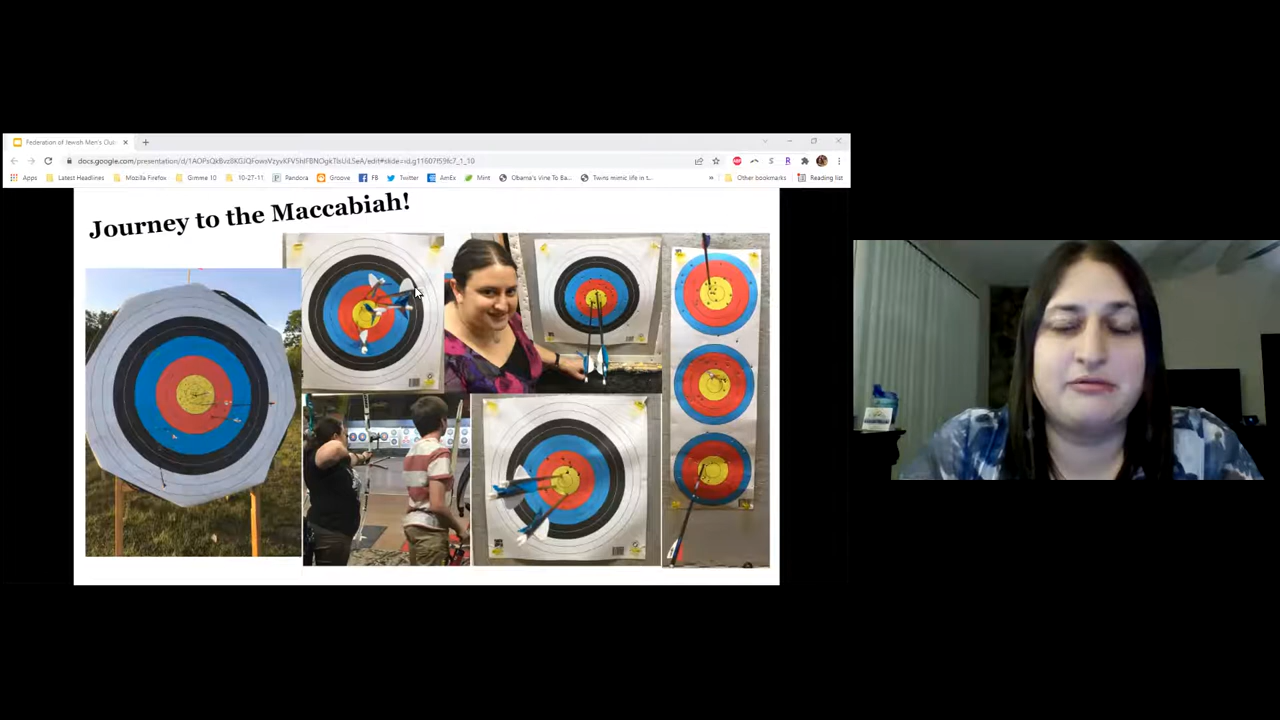 Federation of Jewish Men's Clu
Apps
Latest Headlines
Mozilla Firefox
Gimme 10
10-27-11
Pandora
Groove
FB
Twitter
AmEx
Mint
Obama's Vine To Ba...
Twins mimic life in t...
Other bookmarks
Reading list
Journey to the Maccabiah!